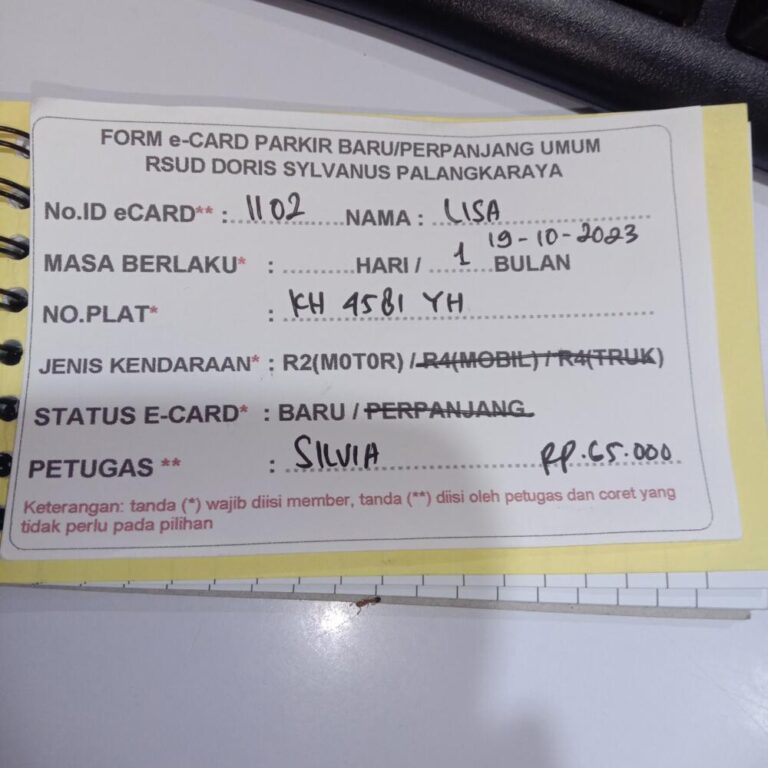 FORM e-CARD PARKIR BARU/PERPANJANG UMUM
RSUD DORIS SYLVANUS PALANGKARAYA
No.ID eCARD** : 1102 NAMA : LISA
MASA BERLAKU* : ............HARI / ........1 BULAN 19-10-2023
NO.PLAT* : KH 4581 YH
JENIS KENDARAAN* : R2(M0T0R) / R4(MOBIL) / R4(TRUK)
STATUS E-CARD* : BARU / PERPANJANG
PETUGAS ** : SILVIA RP.65.000
Keterangan: tanda (*) wajib diisi member, tanda (**) diisi oleh petugas dan coret yang
tidak perlu pada pilihan